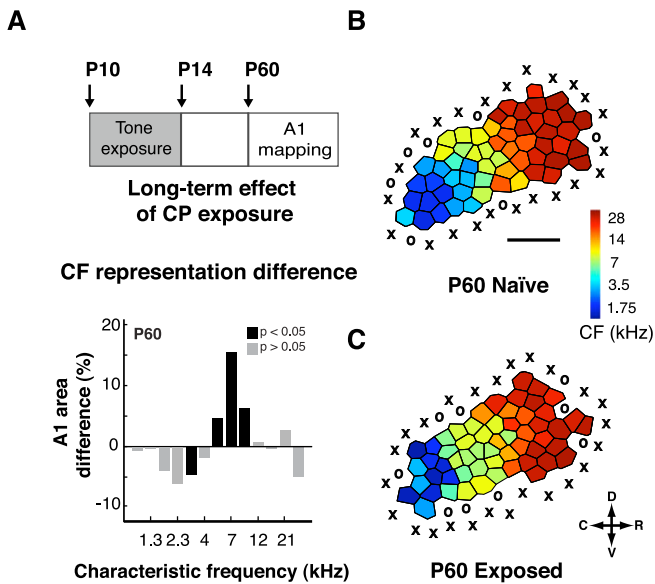 A
P10 P14 P60
Tone
exposure
A1
mapping
Long-term effect
of CP exposure
CF representation difference
P60
p < 0.05
p > 0.05
A1 area
difference (%)
20
10
0
-10
1.3 2.3 4 7 12 21
Characteristic frequency (kHz)
B
x x x o x x x x x o x x x x x x x o x x o x x x o x x o x
P60 Naïve
28
14
7
3.5
1.75
CF (kHz)
C
P60 Exposed
D
C R
V